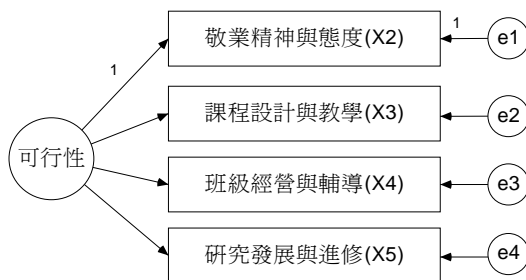 敬業精神與態度(X2)
1
e1
1
課程設計與教學(X3)
e2
可行性
班級經營與輔導(X4)
e3
研究發展與進修(X5)
e4